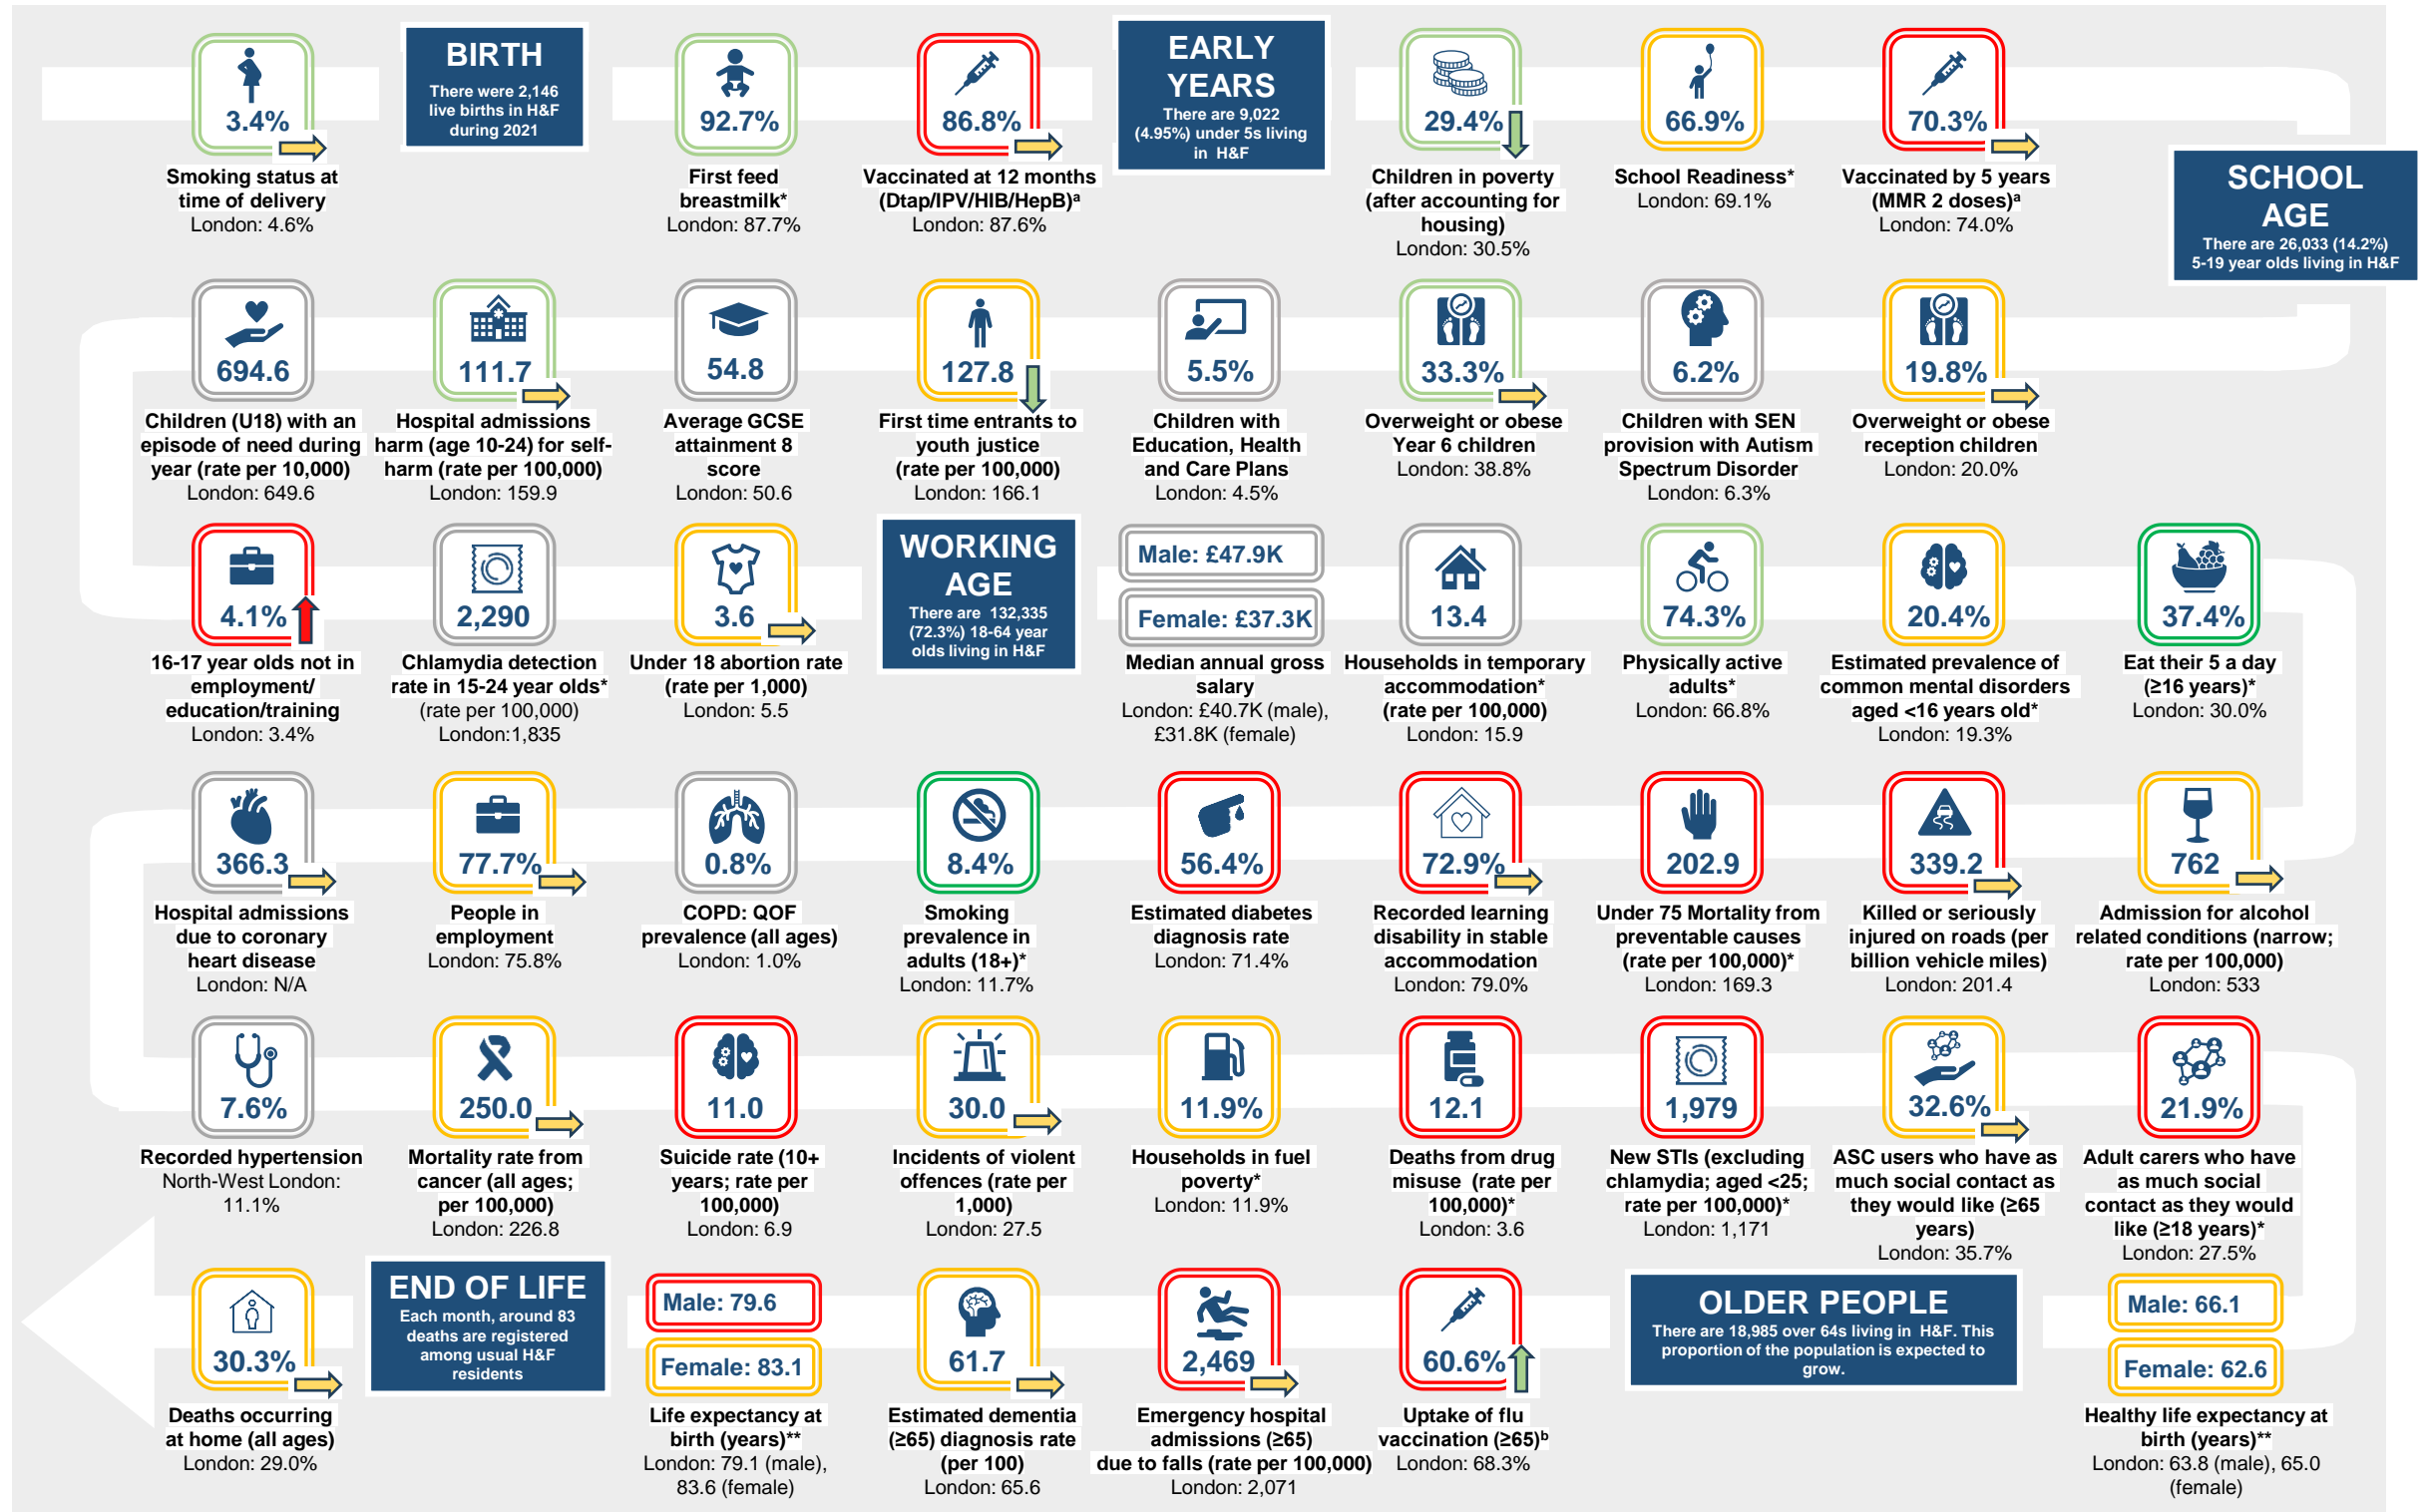 3.4%
Smoking status at
time of delivery
London: 4.6%
BIRTH
There were 2,146
live births in H&F
during 2021
92.7%
First feed
breastmilk*
London: 87.7%
86.8%
Vaccinated at 12 months
(Dtap/IPV/HIB/HepB)ª
London: 87.6%
EARLY
YEARS
There are 9,022
(4.95%) under 5s living
in H&F
29.4%
Children in poverty
(after accounting for
housing)
London: 30.5%
66.9%
School Readiness*
London: 69.1%
70.3%
Vaccinated by 5 years
(MMR 2 doses)ª
London: 74.0%
SCHOOL
AGE
There are 26,033 (14.2%)
5-19 year olds living in H&F
694.6
Children (U18) with an
episode of need during
year (rate per 10,000)
London: 649.6
111.7
Hospital admissions
harm (age 10-24) for self-
harm (rate per 100,000)
London: 159.9
54.8
Average GCSE
attainment 8
score
London: 50.6
127.8
First time entrants to
youth justice
(rate per 100,000)
London: 166.1
5.5%
Children with
Education, Health
and Care Plans
London: 4.5%
33.3%
Overweight or obese
Year 6 children
London: 38.8%
6.2%
Children with SEN
provision with Autism
Spectrum Disorder
London: 6.3%
19.8%
Overweight or obese
reception children
London: 20.0%
4.1%
16-17 year olds not in
employment/
education/training
London: 3.4%
2,290
Chlamydia detection
rate in 15-24 year olds*
(rate per 100,000)
London:1,835
3.6
Under 18 abortion rate
(rate per 1,000)
London: 5.5
WORKING
AGE
There are 132,335
(72.3%) 18-64 year
olds living in H&F
Male: £47.9K
Female: £37.3K
Median annual gross
salary
London: £40.7K (male),
£31.8K (female)
13.4
Households in temporary
accommodation*
(rate per 100,000)
London: 15.9
74.3%
Physically active
adults*
London: 66.8%
20.4%
Estimated prevalence of
common mental disorders
aged <16 years old*
London: 19.3%
37.4%
Eat their 5 a day
(≥16 years)*
London: 30.0%
366.3
Hospital admissions
due to coronary
heart disease
London: N/A
77.7%
People in
employment
London: 75.8%
0.8%
COPD: QOF
prevalence (all ages)
London: 1.0%
8.4%
Smoking
prevalence in
adults (18+)*
London: 11.7%
56.4%
Estimated diabetes
diagnosis rate
London: 71.4%
72.9%
Recorded learning
disability in stable
accommodation
London: 79.0%
202.9
Under 75 Mortality from
preventable causes
(rate per 100,000)*
London: 169.3
339.2
Killed or seriously
injured on roads (per
billion vehicle miles)
London: 201.4
762
Admission for alcohol
related conditions (narrow;
rate per 100,000)
London: 533
7.6%
Recorded hypertension
North-West London:
11.1%
250.0
Mortality rate from
cancer (all ages;
per 100,000)
London: 226.8
11.0
Suicide rate (10+
years; rate per
100,000)
London: 6.9
30.0
Incidents of violent
offences (rate per
1,000)
London: 27.5
11.9%
Households in fuel
poverty*
London: 11.9%
12.1
Deaths from drug
misuse (rate per
100,000)*
London: 3.6
1,979
New STIs (excluding
chlamydia; aged <25;
rate per 100,000)*
London: 1,171
32.6%
ASC users who have as
much social contact as
they would like (≥65
years)
London: 35.7%
21.9%
Adult carers who have
as much social
contact as they would
like (≥18 years)*
London: 27.5%
30.3%
Deaths occurring
at home (all ages)
London: 29.0%
END OF LIFE
Each month, around 83
deaths are registered
among usual H&F
residents
Male: 79.6
Female: 83.1
Life expectancy at
birth (years)**
London: 79.1 (male),
83.6 (female)
61.7
Estimated dementia
(≥65) diagnosis rate
(per 100)
London: 65.6
2,469
Emergency hospital
admissions (≥65)
due to falls (rate per 100,000)
London: 2,071
60.6%
Uptake of flu
vaccination (≥65)ᵇ
London: 68.3%
OLDER PEOPLE
There are 18,985 over 64s living in H&F. This
proportion of the population is expected to
grow.
Male: 66.1
Female: 62.6
Healthy life expectancy at
birth (years)**
London: 63.8 (male), 65.0
(female)